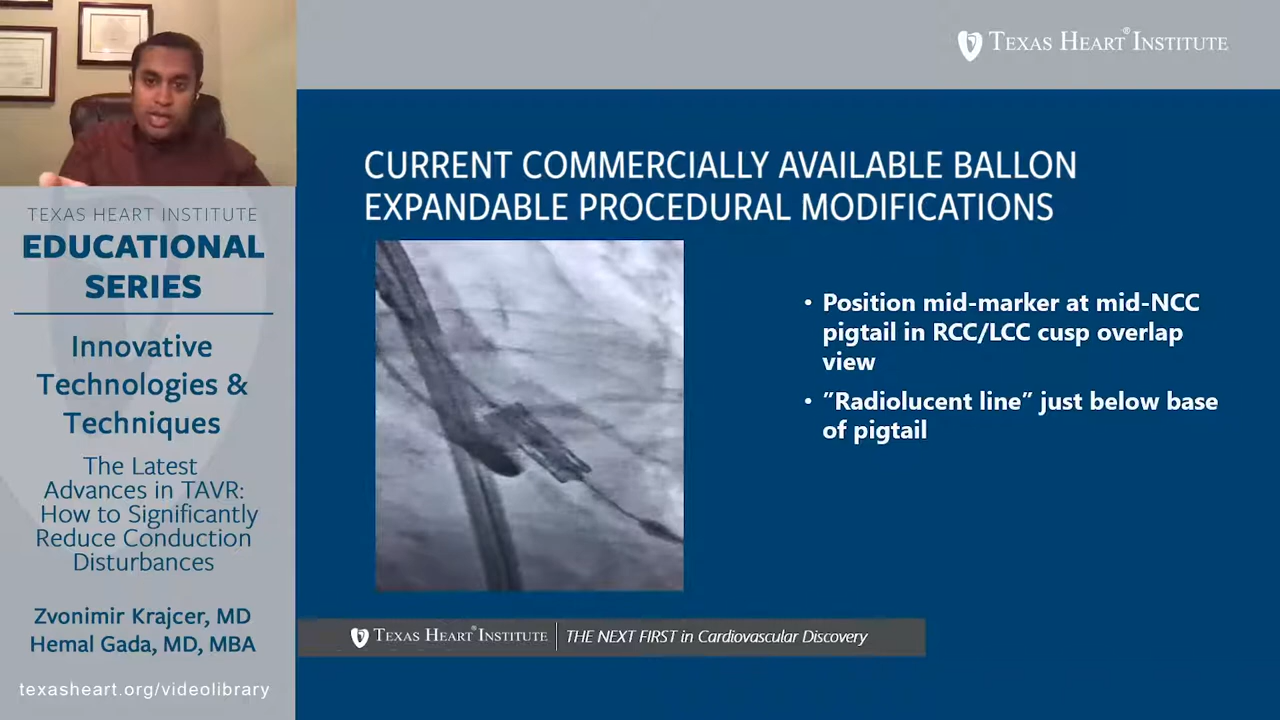 TEXAS HEART® INSTITUTE
CURRENT COMMERCIALLY AVAILABLE BALLON
EXPANDABLE PROCEDURAL MODIFICATIONS
• Position mid-marker at mid-NCC
pigtail in RCC/LCC cusp overlap
view
• ”Radiolucent line” just below base
of pigtail
TEXAS HEART INSTITUTE
EDUCATIONAL
SERIES
Innovative
Technologies &
Techniques
The Latest
Advances in TAVR:
How to Significantly
Reduce Conduction
Disturbances
Zvonimir Krajcer, MD
Hemal Gada, MD, MBA
texasheart.org/videolibrary
TEXAS HEART® INSTITUTE THE NEXT FIRST in Cardiovascular Discovery